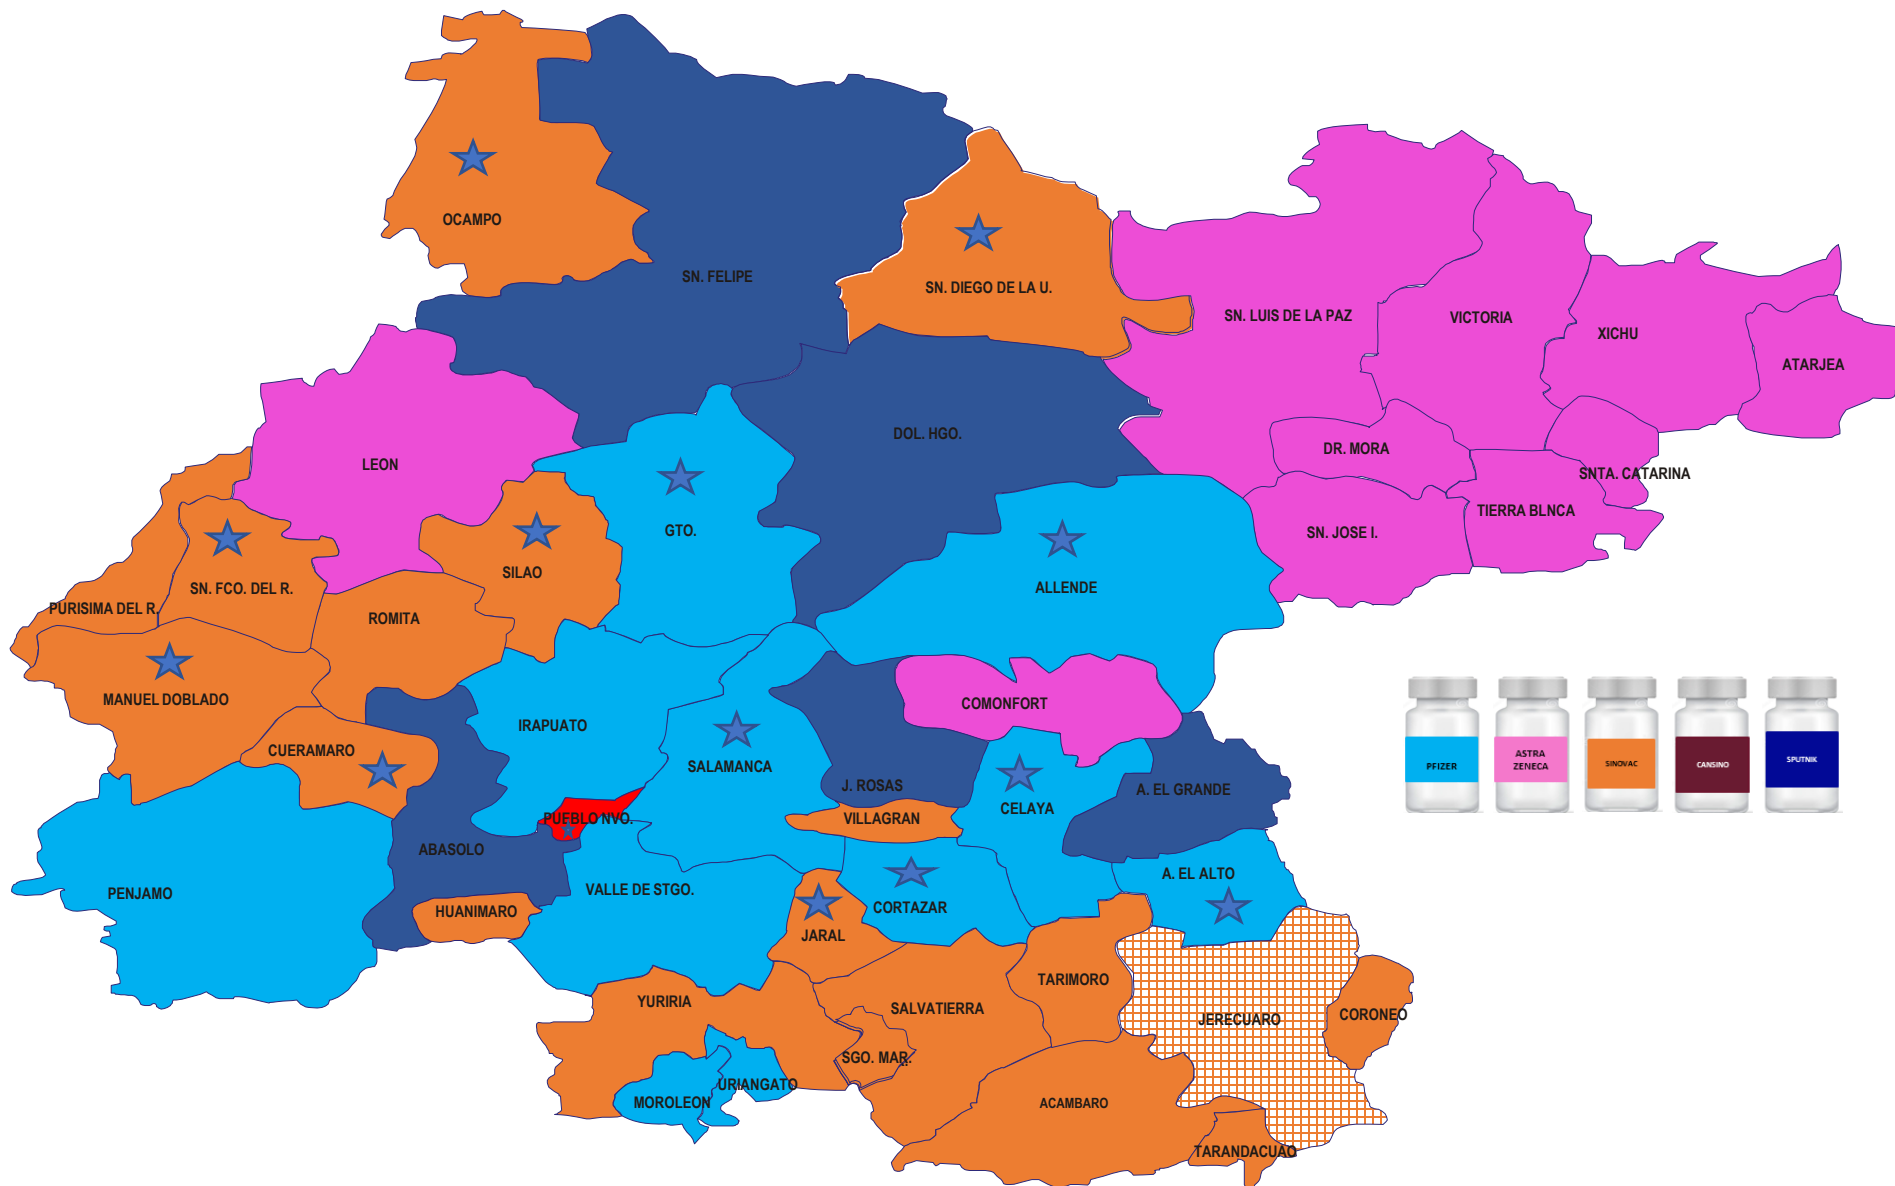 OCAMPO
SN. FELIPE
SN. DIEGO DE LA U.
SN. LUIS DE LA PAZ
VICTORIA
XICHU
ATARJEA
LEON
DOL. HGO.
DR. MORA
SNTA. CATARINA
TIERRA BLNCA
SN. JOSE I.
GTO.
SILAO
ALLENDE
SN. FCO. DEL R.
PURISIMA DEL R.
ROMITA
MANUEL DOBLADO
CUERAMARO
IRAPUATO
SALAMANCA
COMONFORT
J. ROSAS
CELAYA
A. EL GRANDE
PUEBLO NVO.
VILLAGRAN
ABASOLO
PENJAMO
VALLE DE STGO.
CORTAZAR
A. EL ALTO
HUANIMARO
JARAL
TARIMORO
YURIRIA
SALVATIERRA
JERECUARO
CORONEO
SGO. MAR.
URIANGATO
MOROLEON
ACAMBARO
TARANDACUAO
PFIZER
ASTRA
ZENECA
SINOVAC
CANSINO
SPUTNIK